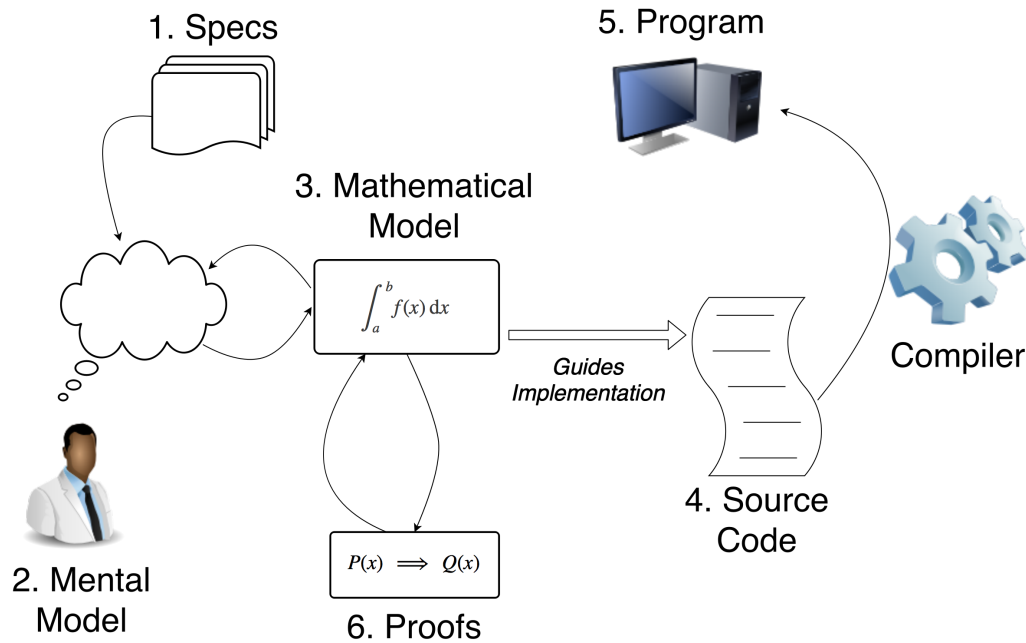 1. Specs
5. Program
3. Mathematical
Model
∫_a^b f(x) dx
Guides
Implementation
Compiler
4. Source
Code
P(x) ⟹ Q(x)
2. Mental
Model
6. Proofs